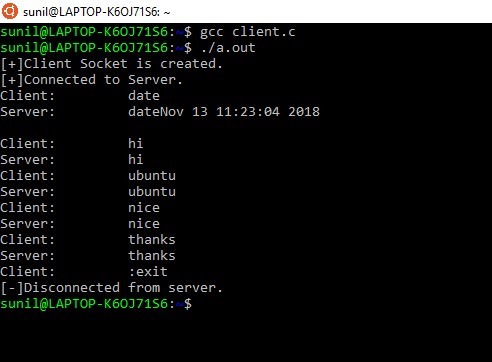 sunil@LAPTOP-K6OJ71S6: ~
sunil@LAPTOP-K6OJ71S6:~$ gcc client.c
sunil@LAPTOP-K6OJ71S6:~$ ./a.out
[+]Client Socket is created.
[+]Connected to Server.
Client:         date
Server:         dateNov 13 11:23:04 2018

Client:         hi
Server:         hi
Client:         ubuntu
Server:         ubuntu
Client:         nice
Server:         nice
Client:         thanks
Server:         thanks
Client:         :exit
[-]Disconnected from server.
sunil@LAPTOP-K6OJ71S6:~$